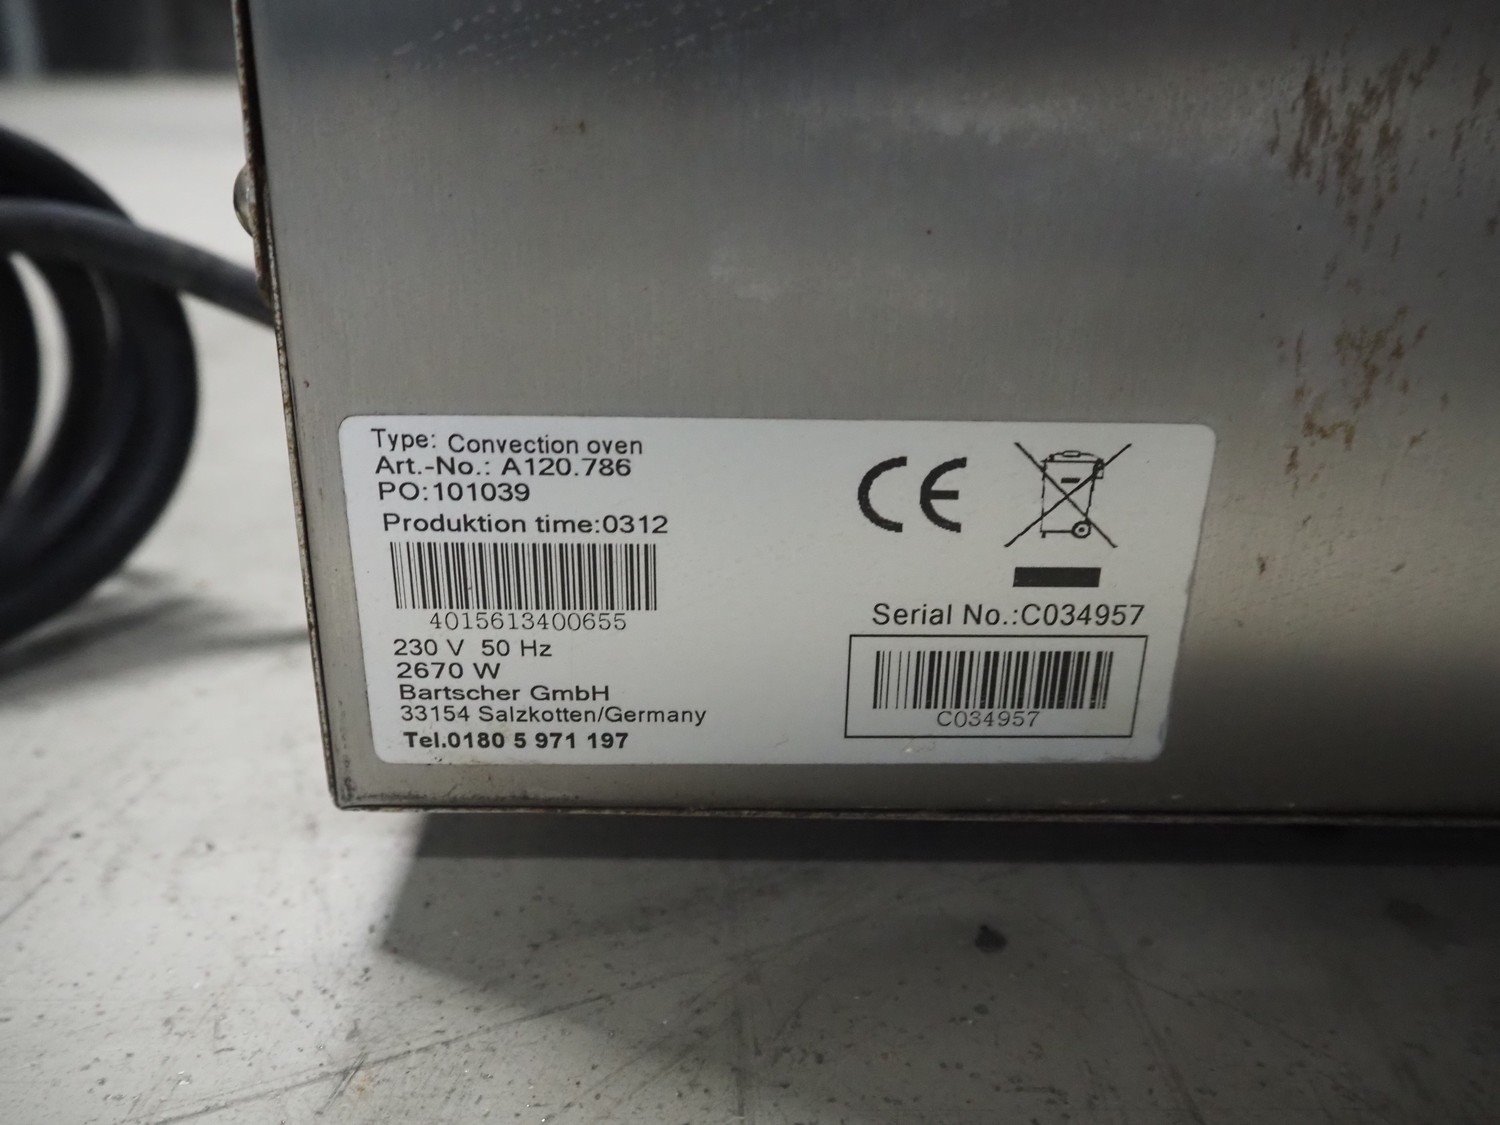 Type: Convection oven
Art.-No.: A120.786
PO:101039
Produktion time:0312
4015613400655
230 V 50 Hz
2670 W
Bartscher GmbH
33154 Salzkotten/Germany
Tel.0180 5 971 197
CE
Serial No.:C034957
C034957